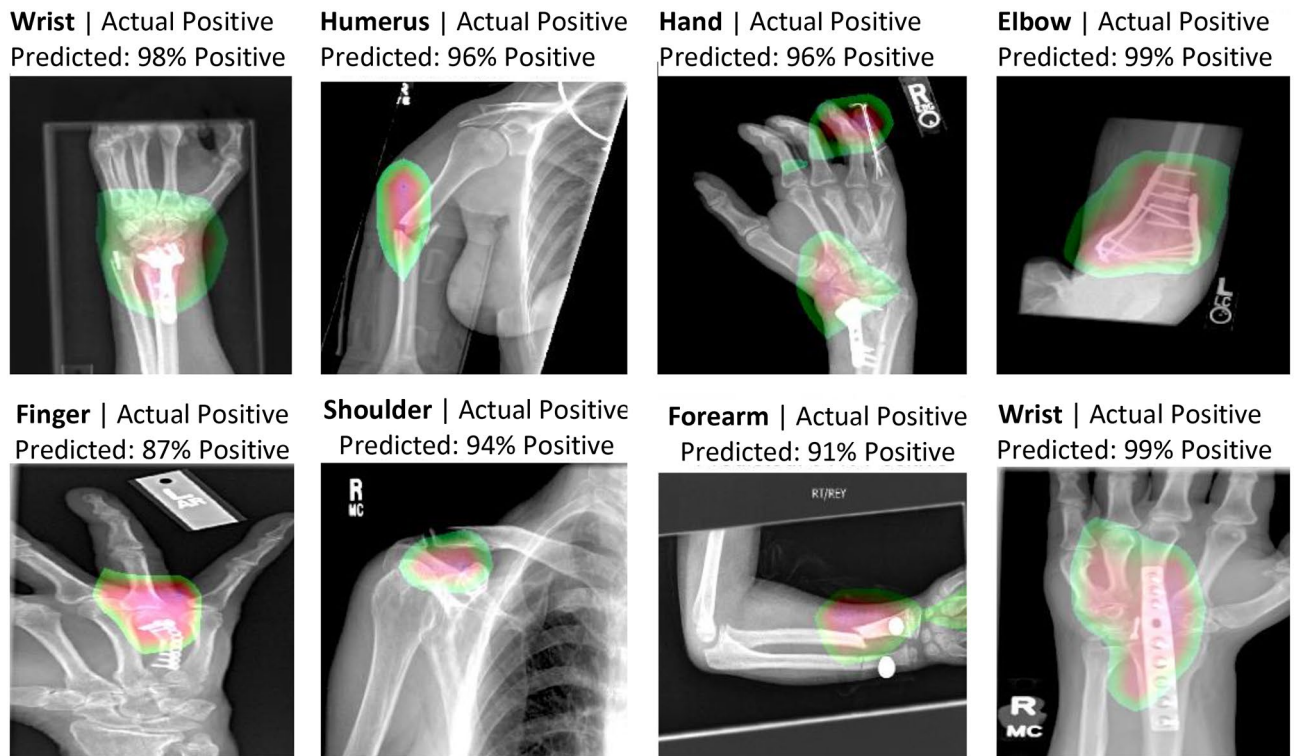 Wrist | Actual Positive
Predicted: 98% Positive
Humerus | Actual Positive
Predicted: 96% Positive
Hand | Actual Positive
Predicted: 96% Positive
Elbow | Actual Positive
Predicted: 99% Positive
R
R
L
Finger | Actual Positive
Predicted: 87% Positive
Shoulder | Actual Positive
Predicted: 94% Positive
Forearm | Actual Positive
Predicted: 91% Positive
Wrist | Actual Positive
Predicted: 99% Positive
L
AR
R
MC
RT/REY
R
MC